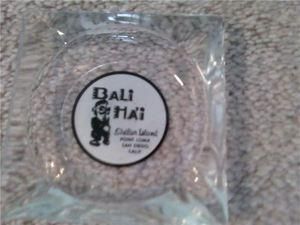 BALI
HAI
Shelter Island
POINT LOMA
SAN DIEGO,
CALIF.